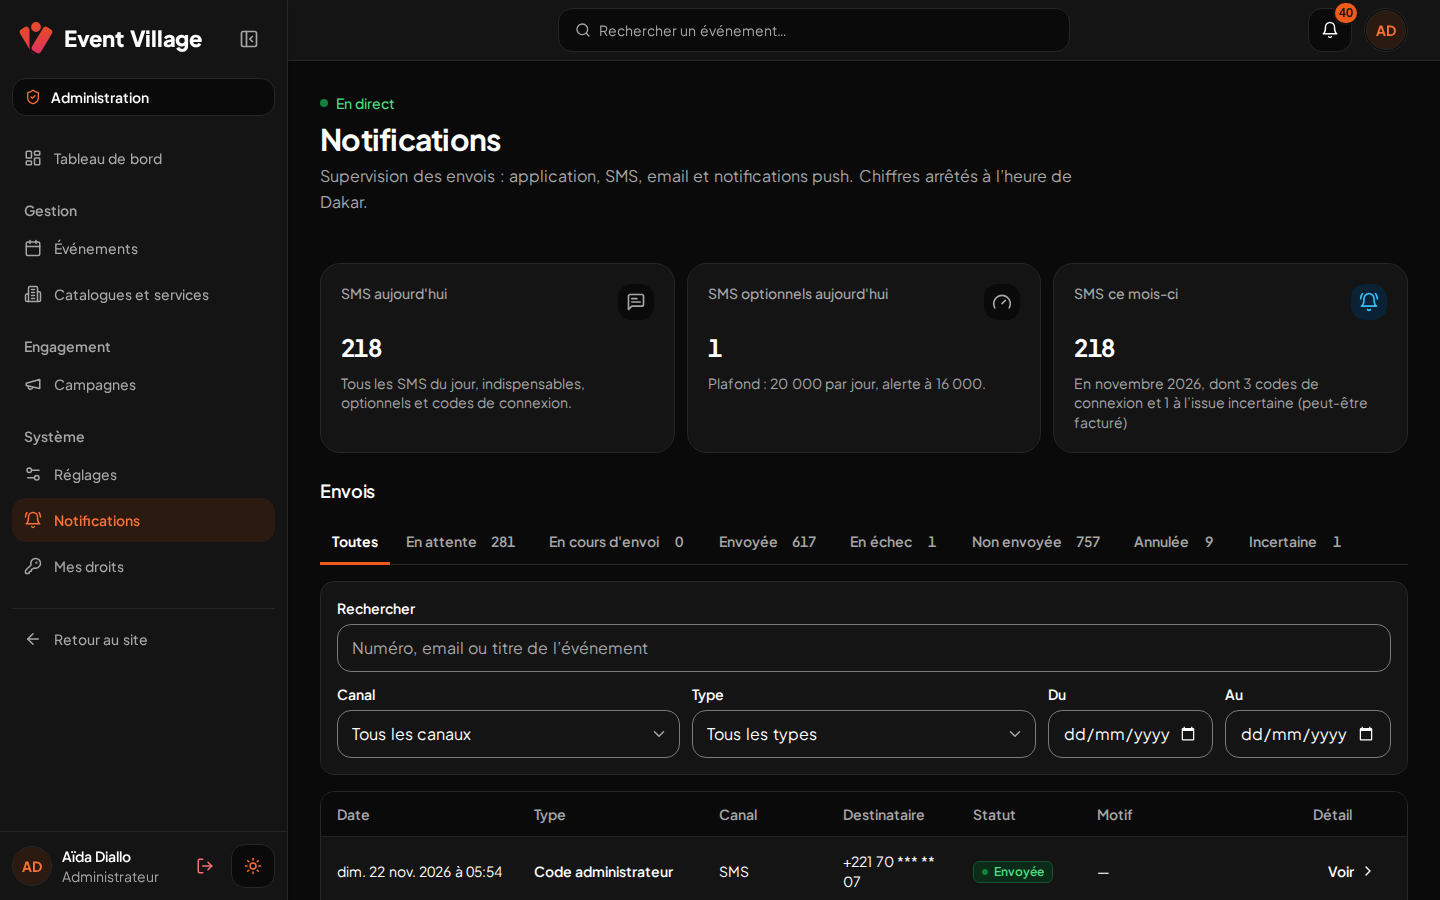 Event Village
Administration
Tableau de bord
Gestion
Événements
Catalogues et services
Engagement
Campagnes
Système
Réglages
Notifications
Mes droits
Retour au site
AD
Aïda Diallo
Administrateur
Rechercher un événement…
40
AD
En direct
Notifications
Supervision des envois : application, SMS, email et notifications push. Chiffres arrêtés à l’heure de
Dakar.
SMS aujourd'hui
218
Tous les SMS du jour, indispensables,
optionnels et codes de connexion.
SMS optionnels aujourd'hui
1
Plafond : 20 000 par jour, alerte à 16 000.
SMS ce mois-ci
218
En novembre 2026, dont 3 codes de
connexion et 1 à l’issue incertaine (peut-être
facturé)
Envois
Toutes En attente 281 En cours d'envoi 0 Envoyée 617 En échec 1 Non envoyée 757 Annulée 9 Incertaine 1
Rechercher
Numéro, email ou titre de l’événement
Canal Type Du Au
Tous les canaux Tous les types dd/mm/yyyy dd/mm/yyyy
Date Type Canal Destinataire Statut Motif Détail
dim. 22 nov. 2026 à 05:54 Code administrateur SMS +221 70 *** ** Envoyée — Voir
07